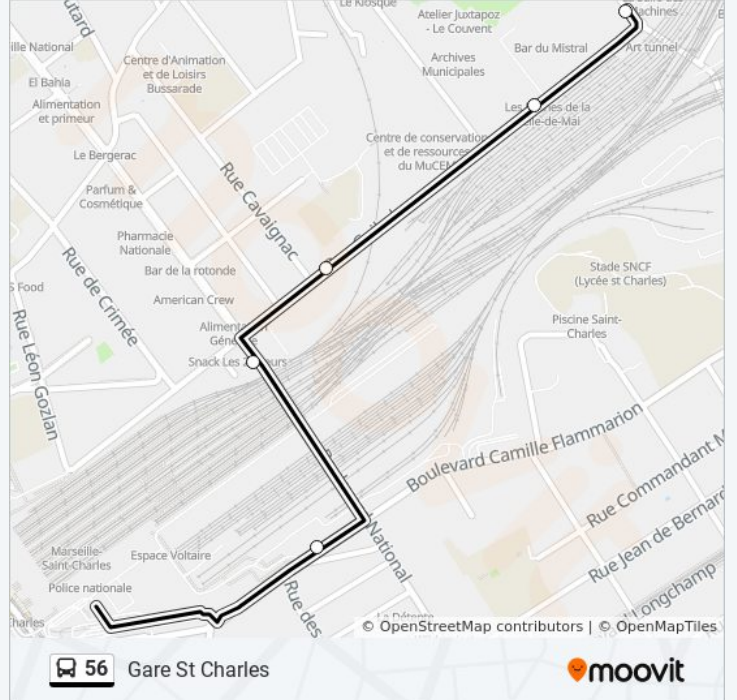 Le Kiosque
Machines
Atelier Juxtapoz
- Le Couvent
Bar du Mistral
Art tunnel
Centre d'Animation
et de Loisirs
Bussarade
Archives
Municipales
El Bahia
Alimentation
et primeur
Le Bergerac
Centre de conservation
et de ressources
du MuCEM
Parfum &
Cosmétique
Rue Cavaignac
Pharmacie
Nationale
Bar de la rotonde
American Crew
Rue de Crimée
Stade SNCF
(Lycée st Charles)
Piscine Saint-
Charles
Rue Léon Gozlan
Snack Les
Boulevard Camille Flammarion
Rue Commandant M
Rue Jean de Bernard
Longchamp
National
Marseille-
Saint-Charles
Espace Voltaire
Police nationale
Rue des
© OpenStreetMap contributors | © OpenMapTiles
56 Gare St Charles
moovit